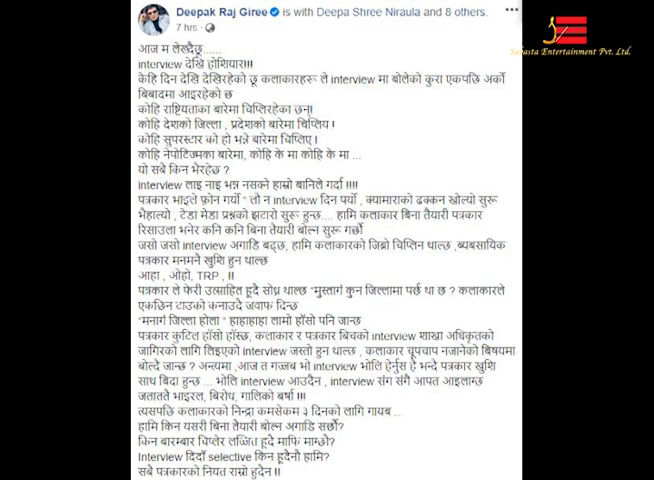 Deepak Raj Giree is with Deepa Shree Niraula and 8 others.
7 hrs ·
आज म लेख्दैछू......
interview देखि होशियार!!!
केहि दिन देखि देखिरहेको छू कलाकारहरू ले interview मा बोलेको कुरा एकपछि अर्को
बिबादमा आइरहेको छ
कोहि राष्ट्रियताका बारेमा चिप्लिरहेका छन्!
कोहि देशको जिल्ला , प्रदेशको बारेमा चिप्लिय ।
कोहि सुपरस्टार को हो भन्ने बारेमा चिप्लिए ।
कोहि नेपोटिज्मका बारेमा, कोहि के मा कोहि के मा ...
यो सबै किन भैरहेछ ?
Interview लाइ नाइ भन्न नसक्ने हाम्रो बानिले गर्दा !!!!
पत्रकार भाइले फ़ोन गर्यो " लौ न interview दिन पर्यो , क्यामाराको ढक्कन खोल्यो सुरू
भैहाल्यो , टेडा मेडा प्रश्नको झटारो सुरू हुन्छ.... हामि कलाकार बिना तैयारी पत्रकार
रिसाउला भनेर कनि कनि बिना तैयारी बोल्न सुरू गर्छौ
जसो जसो interview अगाडि बढ्छ, हामि कलाकारको जिब्रो चिप्लिन थाल्छ ,ब्यबसायिक
पत्रकार मनमनै खुशि हुन थाल्छ
आहा , ओहो, TRP , !!
पत्रकार ले फेरी उत्साहित हूदै सोध्न थाल्छ "मुस्तागं कुन जिल्लामा पर्छ था छ ? कलाकारले
एकछिन टाउको कनाउदै जवाफ दिन्छ
"मनागं जिल्ला होला " हाहाहाहा लामो हाँसो पनि जान्छ
पत्रकार कुटिल हाँसो हाँस्छ, कलाकार र पत्रकार बिचको interview शाखा अधिकृतको
जागिरको लागि लिइएको interview जस्तो हुन थाल्छ , कलाकार चूपचाप नजानेको बिषयमा
बोल्दै जान्छ ? अन्यमा ,आज त गज्जब भो interview भोलि हेर्नुस है भन्दै पत्रकार खुशि
साथ बिदा हुन्छ ... भोलि interview आउदैन , interview संग संगै आपत आइलाग्छ
जताततै भाइरल, बिरोध, गालिको बर्षा !!!
त्यसपछि कलाकारको निन्द्रा कमसेकम ३ दिनको लागि गायब ..
हामि किन यसरी बिना तैयारी बोल्न अगाडि सर्छौ?
किन बारम्बार चिप्लेर लज्जित हूदै माफि माग्छौ?
Interview दिदाँ selective किन हूदैनौ हामि?
सबै पत्रकारको नियत राम्रो हुदैन !!
Entertainment Pvt. Ltd.